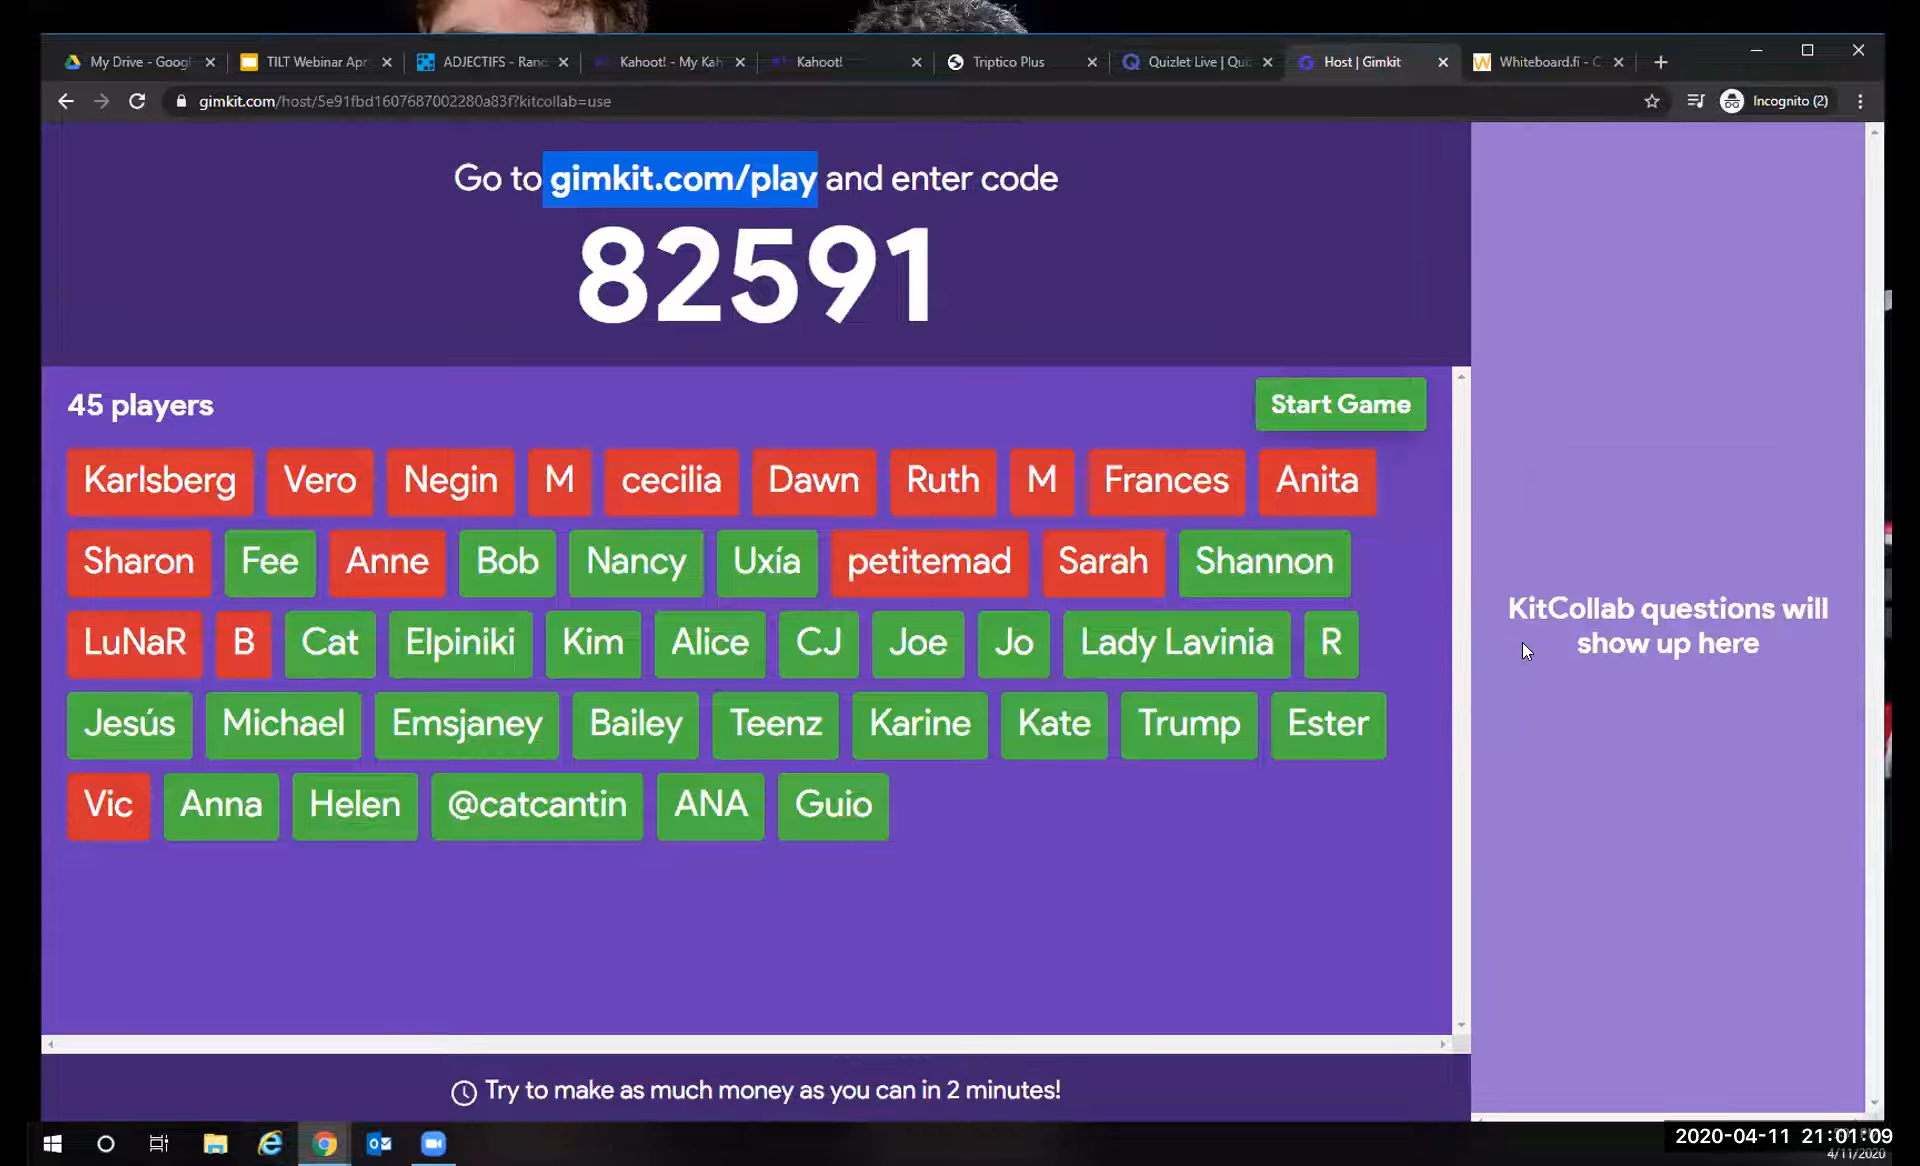 My Drive - Googl
TILT Webinar Apr
ADJECTIFS - Rand
Kahoot! - My Kah
Kahoot!
Triptico Plus
Quizlet Live | Qui
Host | Gimkit
Whiteboard.fi - C
gimkit.com/host/5e91fbd1607687002280a83f?kitcollab=use
Incognito (2)
Go to gimkit.com/play and enter code
82591
45 players
Start Game
Karlsberg Vero Negin M cecilia Dawn Ruth M Frances Anita
Sharon Fee Anne Bob Nancy Uxía petitemad Sarah Shannon
LuNaR B Cat Elpiniki Kim Alice CJ Joe Jo Lady Lavinia R
Jesús Michael Emsjaney Bailey Teenz Karine Kate Trump Ester
Vic Anna Helen @catcantin ANA Guio
KitCollab questions will
show up here
Try to make as much money as you can in 2 minutes!
2020-04-11 21:01:09
4/11/2020